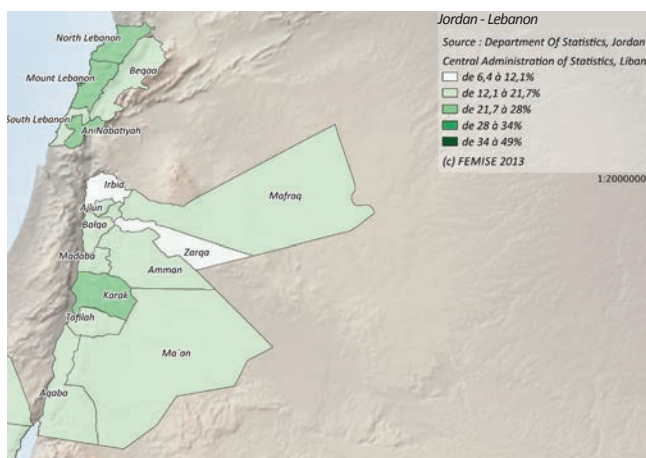 Jordan - Lebanon
Source : Department Of Statistics, Jordan
Central Administration of Statistics, Liban
de 6,4 à 12,1%
de 12,1 à 21,7%
de 21,7 à 28%
de 28 à 34%
de 34 à 49%
(c) FEMISE 2013
1:2000000
North Lebanon
Beqaa
Mount Lebanon
South Lebanon
An Nabatiyah
Irbid
Ajlun
Mafraq
Balqa
Zarqa
Madaba
Amman
Karak
Tafilah
Ma'an
Aqaba